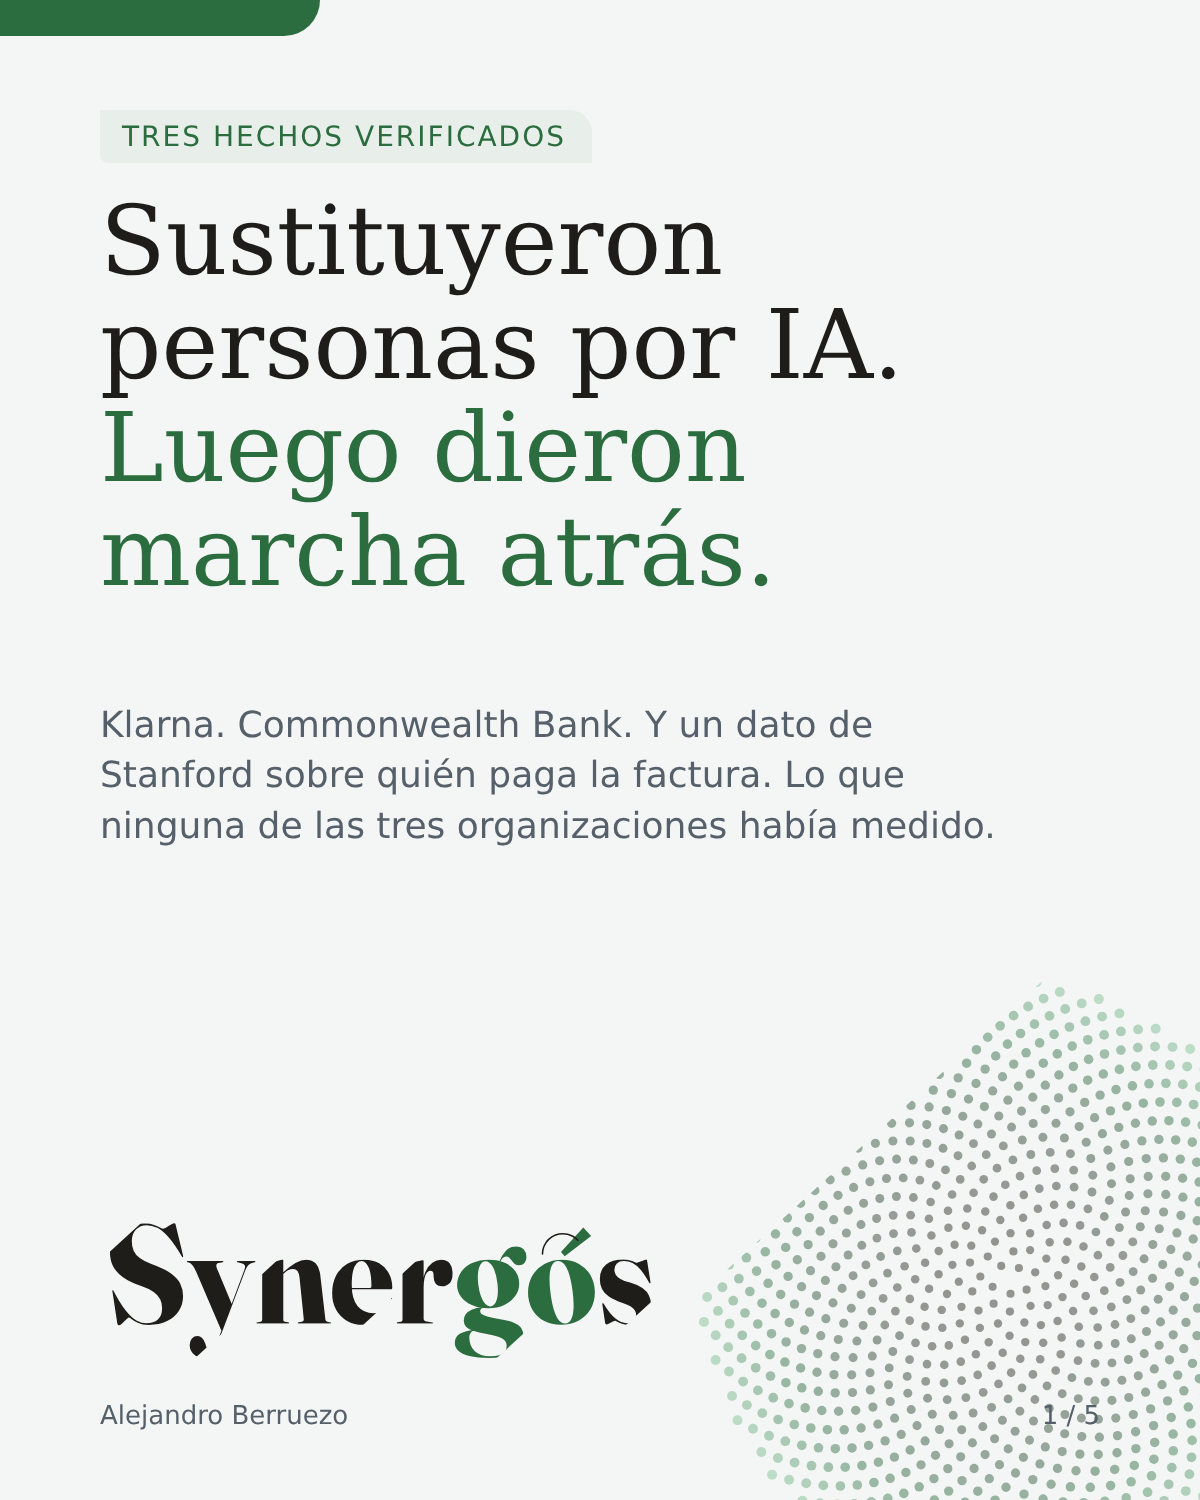 TRES HECHOS VERIFICADOS
Sustituyeron
personas por IA.
Luego dieron
marcha atrás.
Klarna. Commonwealth Bank. Y un dato de
Stanford sobre quién paga la factura. Lo que
ninguna de las tres organizaciones había medido.
Synergós
Alejandro Berruezo
1 / 5